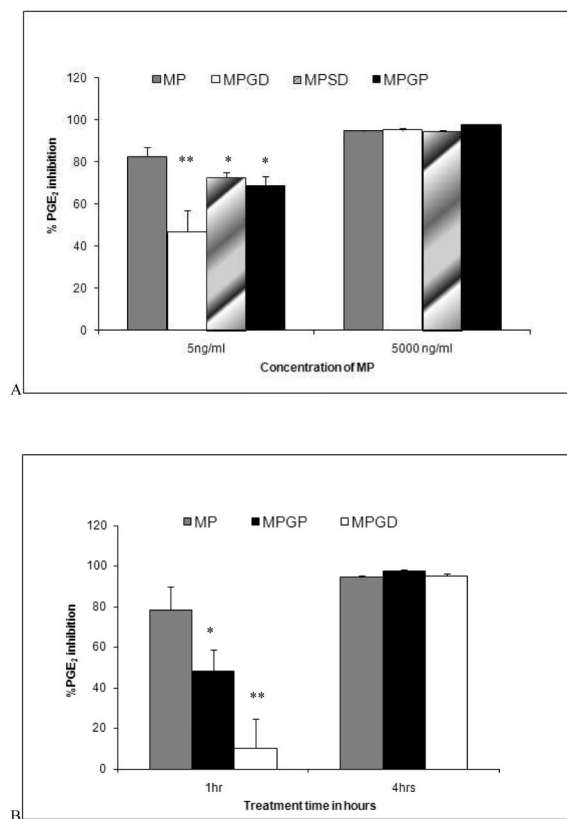 MP MPGD MPSD MPGP
120
100
80
60
40
20
0
% PGE₂ inhibition
**
*
*
5ng/ml 5000 ng/ml
Concentration of MP
A
MP MPGP MPGD
120
100
80
60
40
20
0
%PGE₂ inhibition
*
**
1hr 4hrs
Treatment time in hours
B